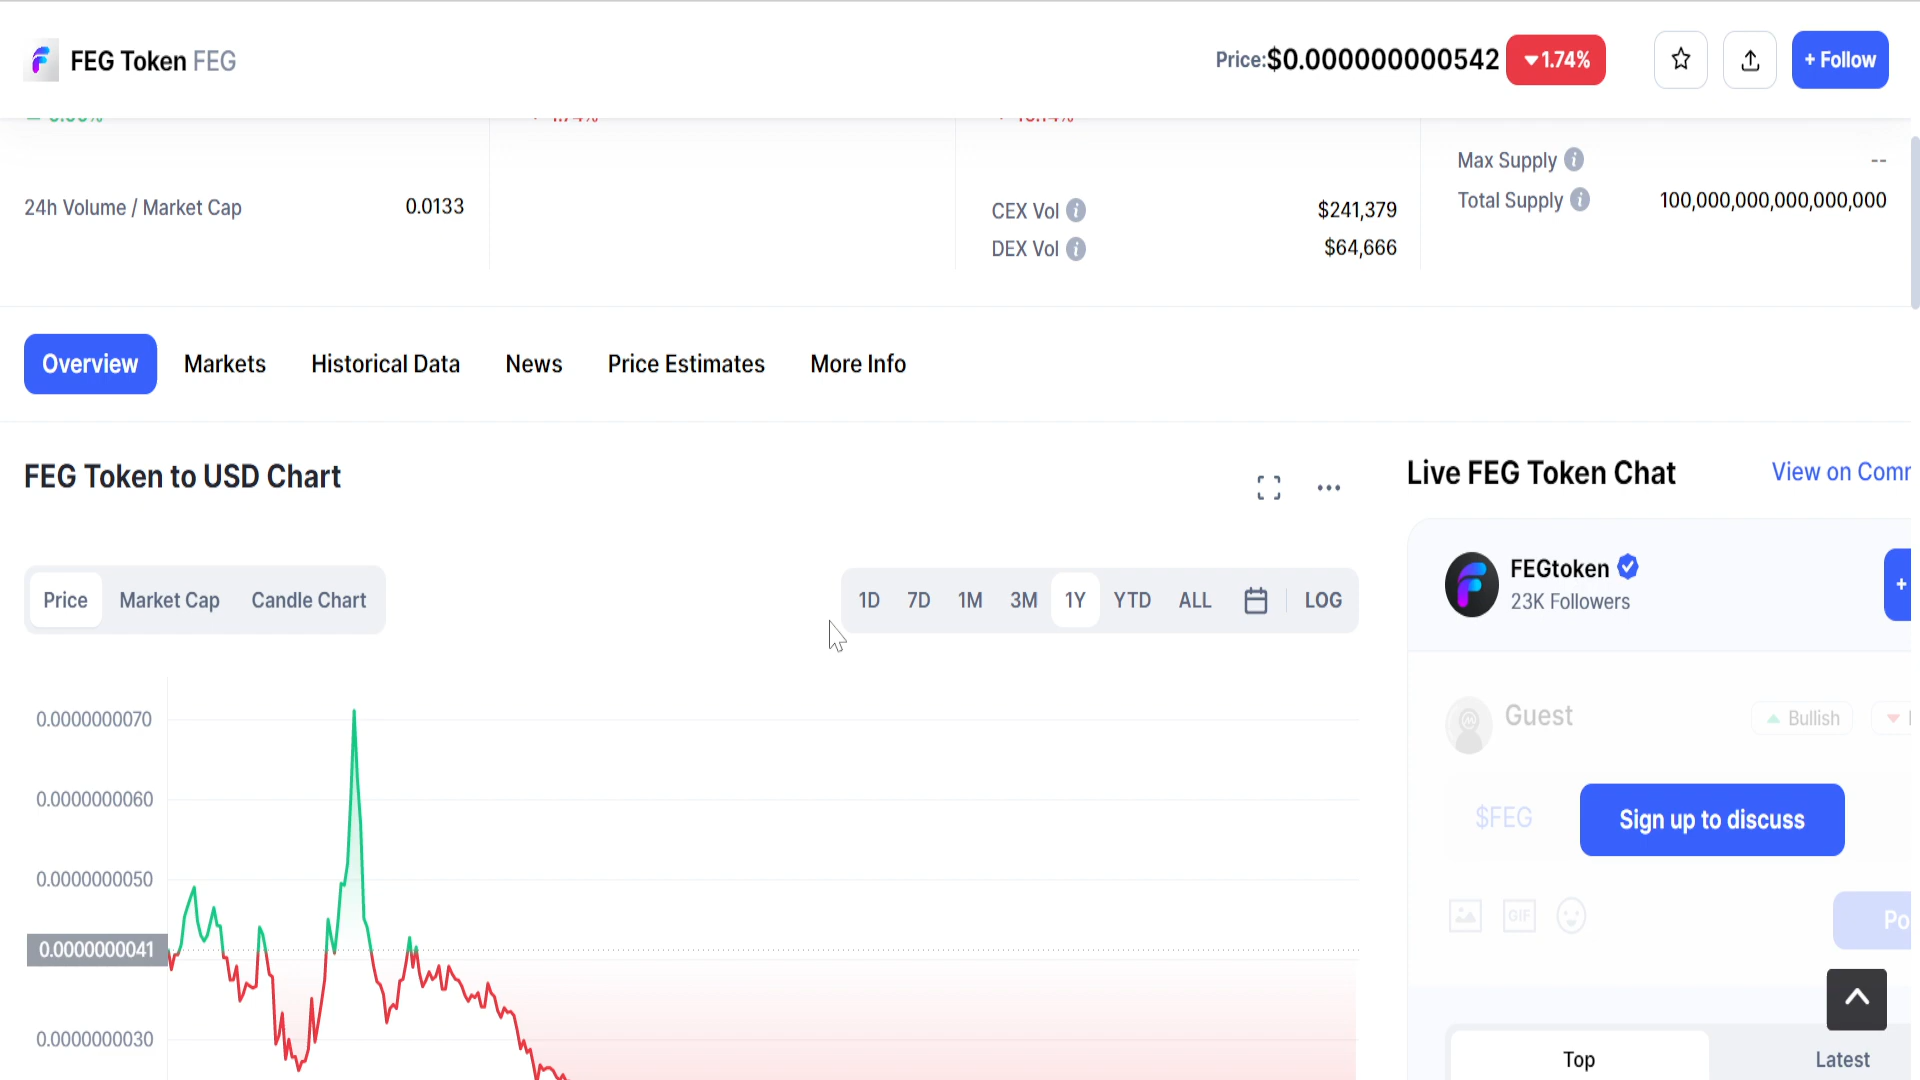 FEG Token FEG
Price:$0.000000000542 1.74%
+ Follow
24h Volume / Market Cap 0.0133
CEX Vol $241,379
DEX Vol $64,666
Max Supply --
Total Supply 100,000,000,000,000,000
Overview Markets Historical Data News Price Estimates More Info
FEG Token to USD Chart
Price Market Cap Candle Chart
1D 7D 1M 3M 1Y YTD ALL LOG
0.0000000070
0.0000000060
0.0000000050
0.0000000041
0.0000000030
Live FEG Token Chat
View on Comm
FEGtoken
23K Followers
+
Guest
Bullish
$FEG
Sign up to discuss
GIF
Po
Top Latest